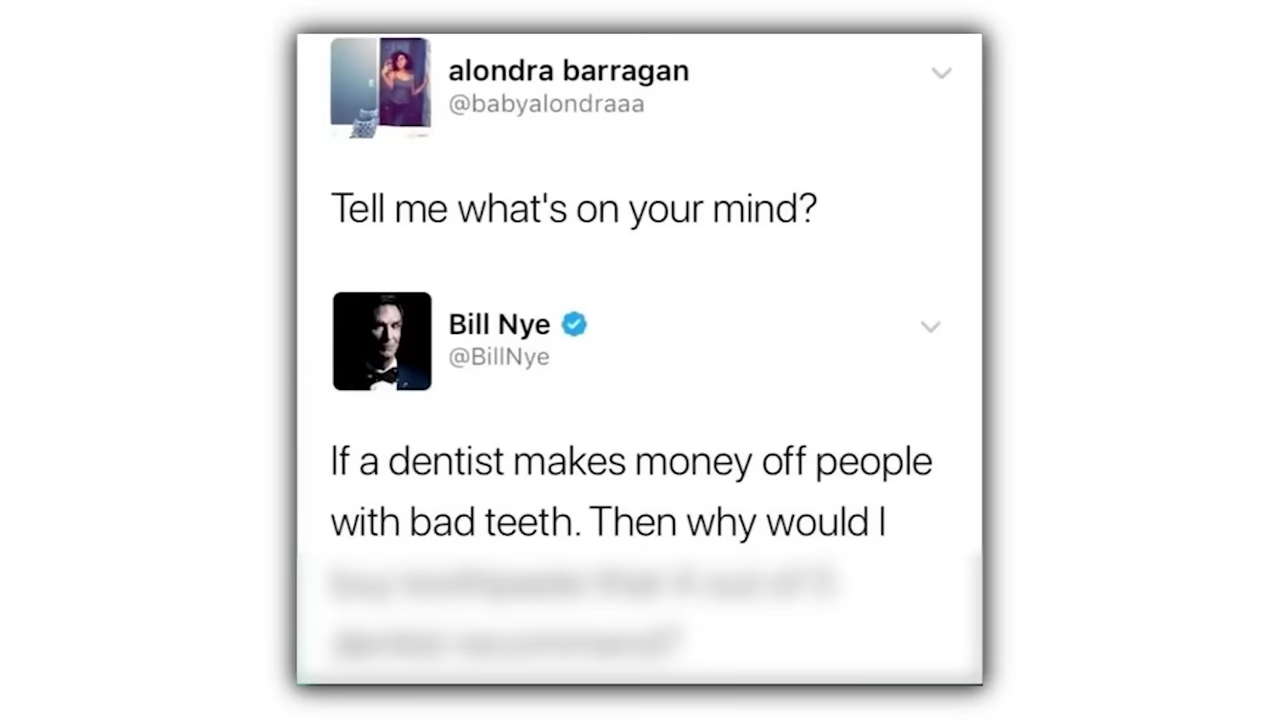 alondra barragan
@babyalondraaa
Tell me what's on your mind?
Bill Nye
@BillNye
If a dentist makes money off people
with bad teeth. Then why would I